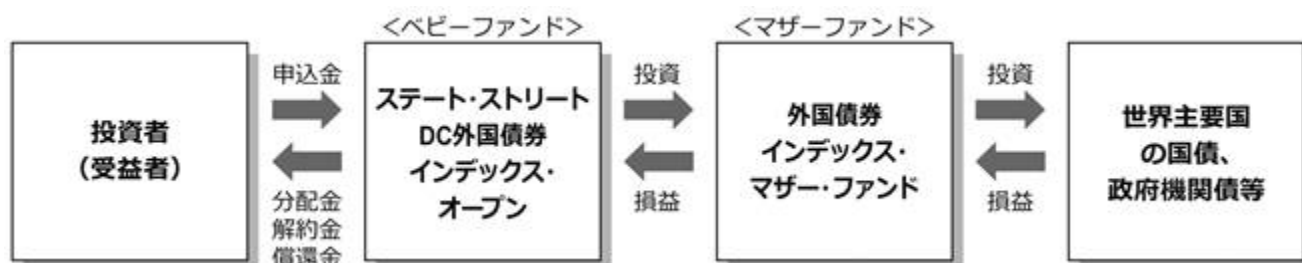 ＜ベビーファンド＞
＜マザーファンド＞
投資者
（受益者）
申込金
分配金
解約金
償還金
ステート・ストリート
DC外国債券
インデックス・
オープン
投資
損益
外国債券
インデックス・
マザー・ファンド
投資
損益
世界主要国
の国債、
政府機関債等